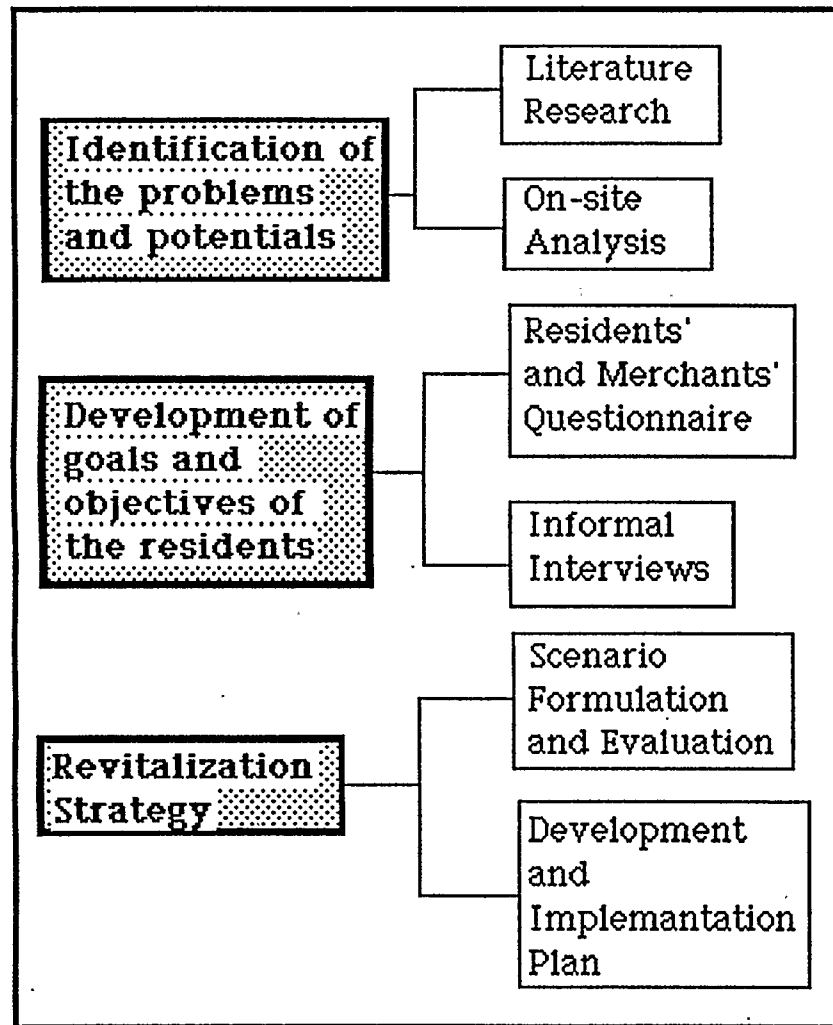 Identification of
the problems
and potentials
Literature
Research
On-site
Analysis
Development of
goals and
objectives of
the residents
Residents'
and Merchants'
Questionnaire
Informal
Interviews
Revitalization
Strategy
Scenario
Formulation
and Evaluation
Development
and
Implemantation
Plan